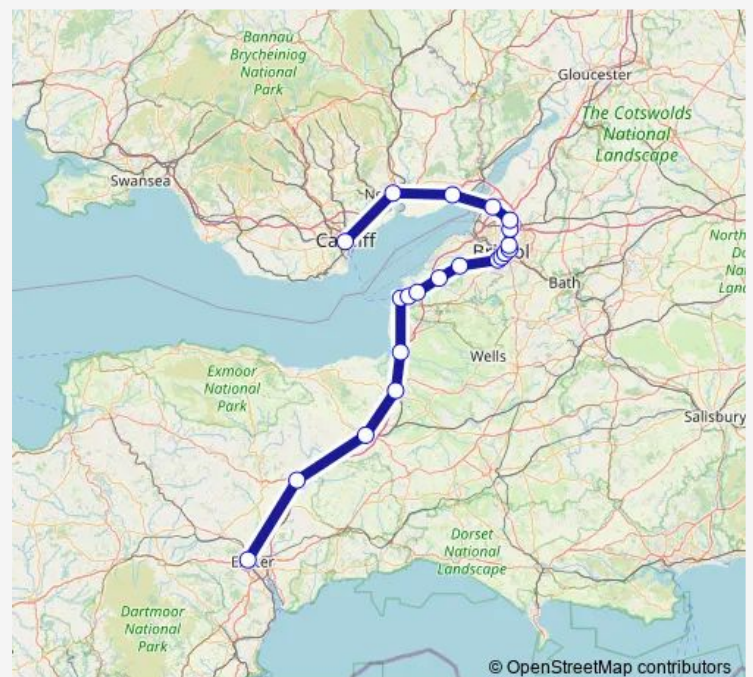 Bannau
Brycheiniog
National
Park
Gloucester
The Cotswolds
National
Landscape
Swansea
Bath
Wells
Exmoor
National
Park
Salisbury
Dorset
National
Landscape
Dartmoor
National
Park
© OpenStreetMap contributors